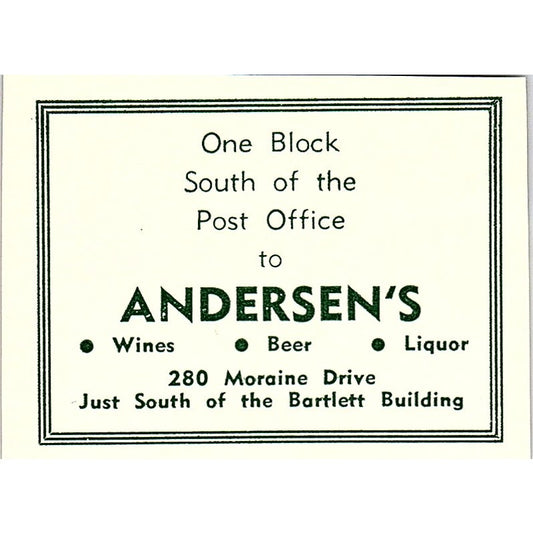 One Block
South of the
Post Office
to
ANDERSEN'S
• Wines • Beer • Liquor
280 Moraine Drive
Just South of the Bartlett Building